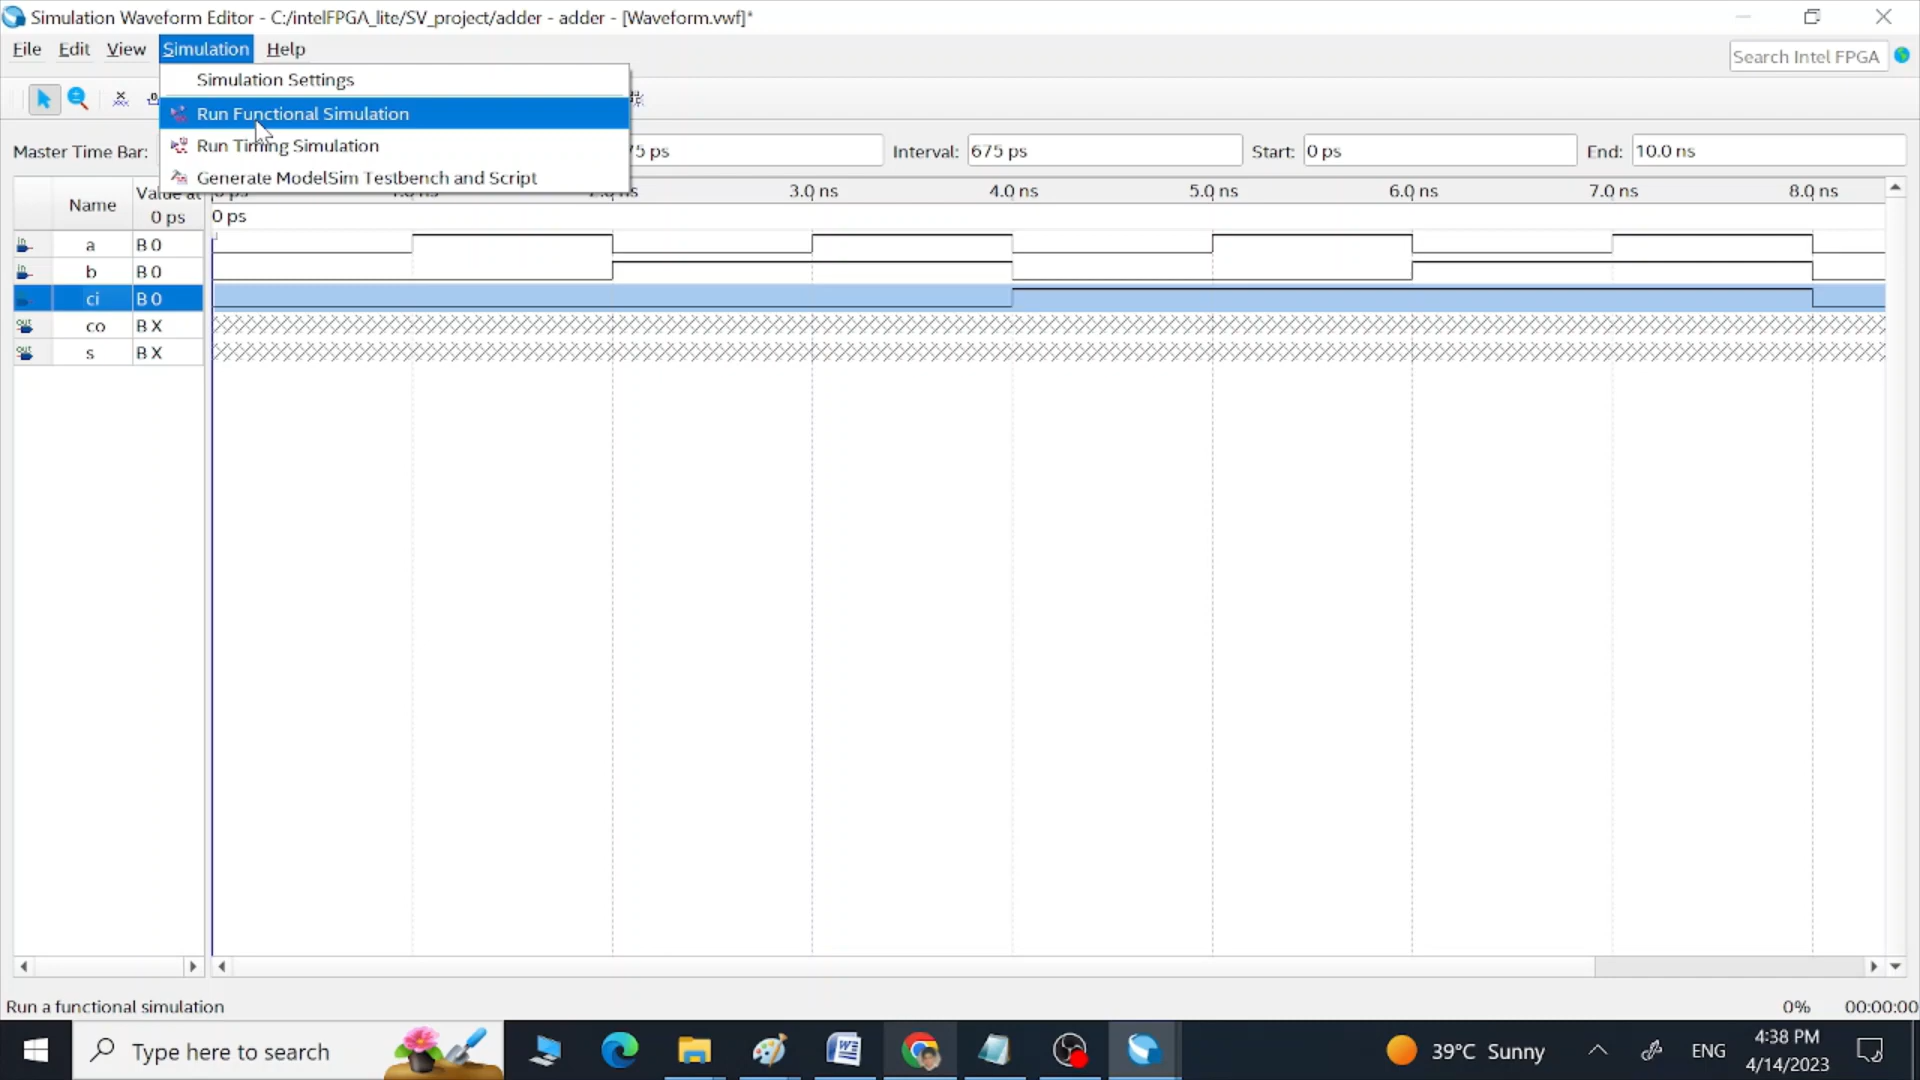 Simulation Waveform Editor - C:/intelFPGA_lite/SV_project/adder - adder - [Waveform.vwf]*
File Edit View Simulation Help
Search Intel FPGA
Simulation Settings
Run Functional Simulation
Run Timing Simulation
Generate ModelSim Testbench and Script
Master Time Bar:
75 ps
Interval: 675 ps
Start: 0 ps
End: 10.0 ns
Name
Value at
0 ps
3.0 ns 4.0 ns 5.0 ns 6.0 ns 7.0 ns 8.0 ns
0 ps
a B 0
b B 0
ci B 0
co B X
s B X
Run a functional simulation
0% 00:00:00
Type here to search
39°C Sunny
ENG
4:38 PM
4/14/2023